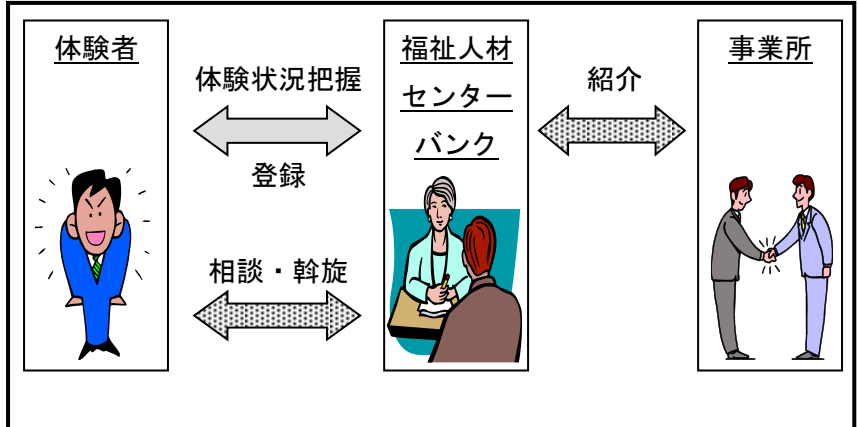 体験者
体験状況把握
登録
相談・斡旋
福祉人材
センター
バンク
紹介
事業所